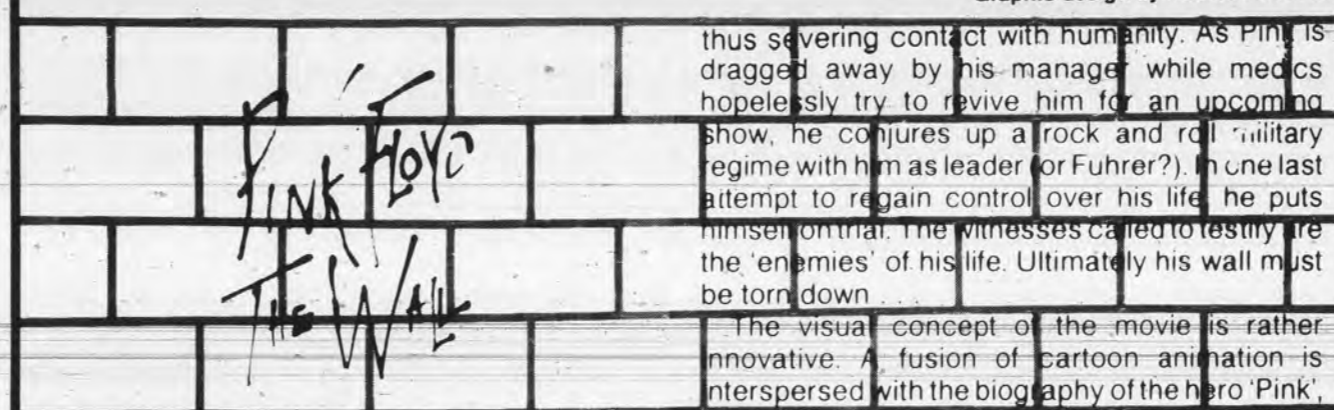 PINK FLOYD
THE WALL
thus severing contact with humanity. As Pink is
dragged away by his manager while medics
hopelessly try to revive him for an upcoming
show, he conjures up a rock and roll military
regime with him as leader (or Fuhrer?). In one last
attempt to regain control over his life he puts
himself on trial. The witnesses called to testify are
the 'enemies' of his life. Ultimately his wall must
be torn down
The visual concept of the movie is rather
nnovative. A fusion of cartoon animation is
nterspersed with the biography of the hero 'Pink',